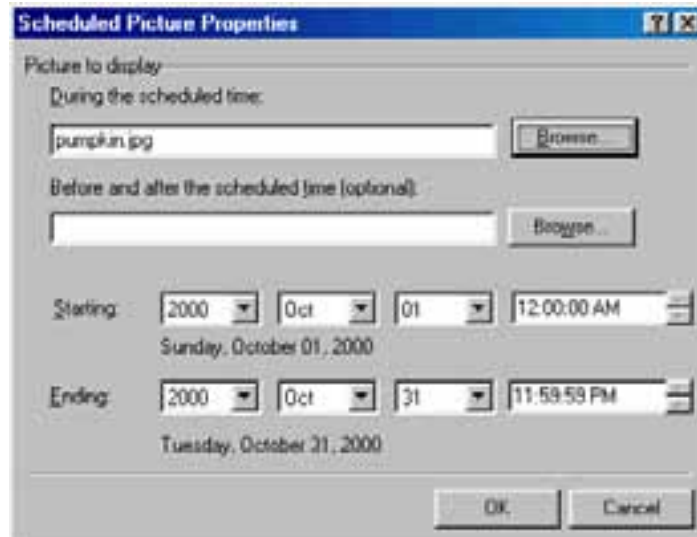 Scheduled Picture Properties
Picture to display
During the scheduled time:
pumpkin.jpg
Browse...
Before and after the scheduled time (optional):
Browse...
Starting: 2000 Oct 01 12:00:00 AM
Sunday, October 01, 2000
Ending: 2000 Oct 31 11:59:59 PM
Tuesday, October 31, 2000
OK Cancel